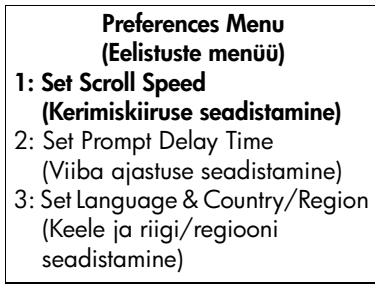 Preferences Menu
(Eelistuste menüü)
1: Set Scroll Speed
(Kerimiskiiruse seadistamine)
2: Set Prompt Delay Time
(Viiba ajastuse seadistamine)
3: Set Language & Country/Region
(Keele ja riigi/regiooni
seadistamine)